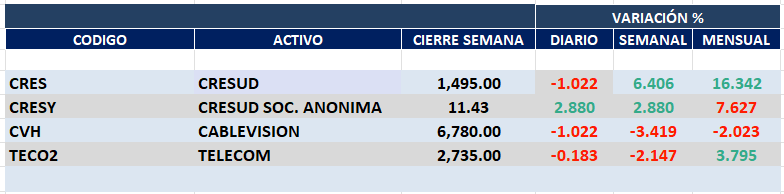 VARIACIÓN %
CODIGO ACTIVO CIERRE SEMANA DIARIO SEMANAL MENSUAL
CRES CRESUD 1,495.00 -1.022 6.406 16.342
CRESY CRESUD SOC. ANONIMA 11.43 2.880 2.880 7.627
CVH CABLEVISION 6,780.00 -1.022 -3.419 -2.023
TECO2 TELECOM 2,735.00 -0.183 -2.147 3.795